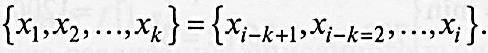 {x₁, x₂, ..., xₖ} = {xᵢ₋ₖ₊₁, xᵢ₋ₖ₌₂, ..., xᵢ}.